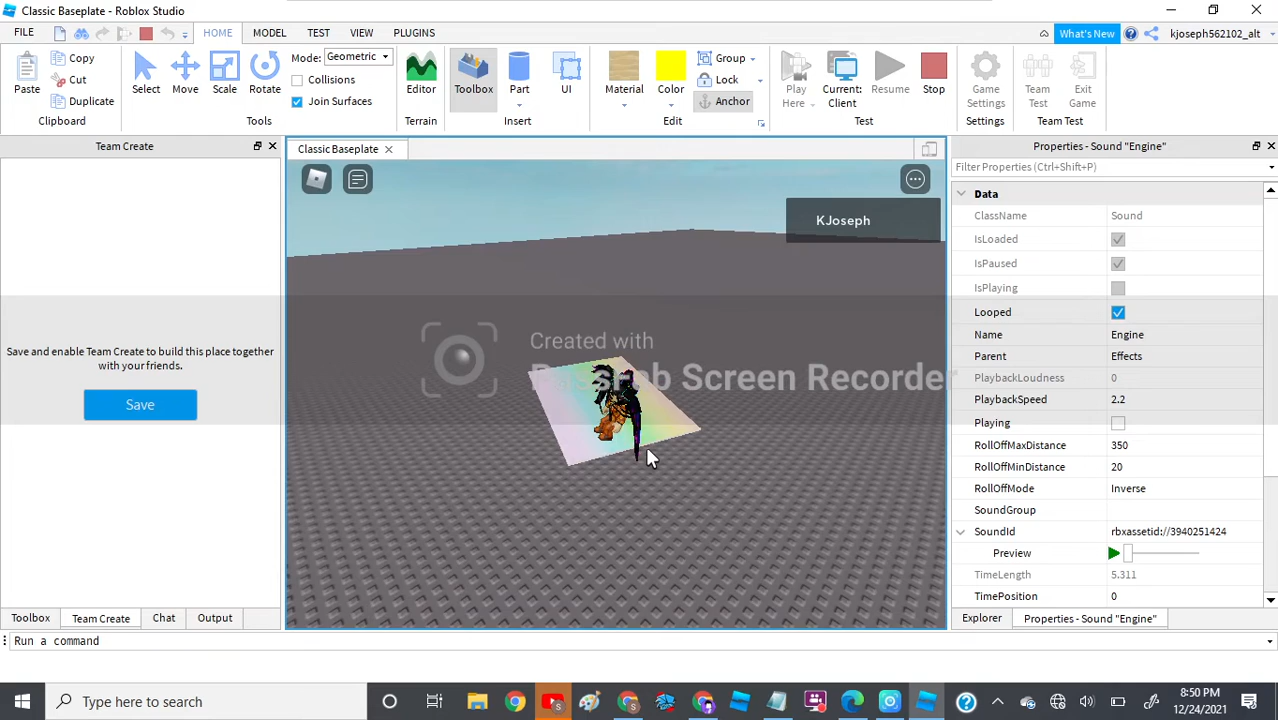 Classic Baseplate - Roblox Studio
FILE
HOME
MODEL
TEST
VIEW
PLUGINS
What's New
kjoseph562102_alt
Paste
Copy
Cut
Duplicate
Clipboard
Select
Move
Scale
Rotate
Mode: Geometric
Collisions
Join Surfaces
Tools
Editor
Terrain
Toolbox
Part
UI
Insert
Material
Color
Group
Lock
Anchor
Edit
Play Here
Current: Client
Resume
Stop
Test
Game Settings
Settings
Team Test
Exit Game
Team Test
Team Create
Save and enable Team Create to build this place together
with your friends.
Save
Toolbox
Team Create
Chat
Output
Classic Baseplate
KJoseph
Created with
Screen Recorder
Properties - Sound "Engine"
Filter Properties (Ctrl+Shift+P)
Data
ClassName Sound
IsLoaded
IsPaused
IsPlaying
Looped
Name Engine
Parent Effects
PlaybackLoudness 0
PlaybackSpeed 2.2
Playing
RollOffMaxDistance 350
RollOffMinDistance 20
RollOffMode Inverse
SoundGroup
SoundId rbxassetid://3940251424
Preview
TimeLength 5.311
TimePosition 0
Explorer
Properties - Sound "Engine"
Run a command
Type here to search
8:50 PM
12/24/2021